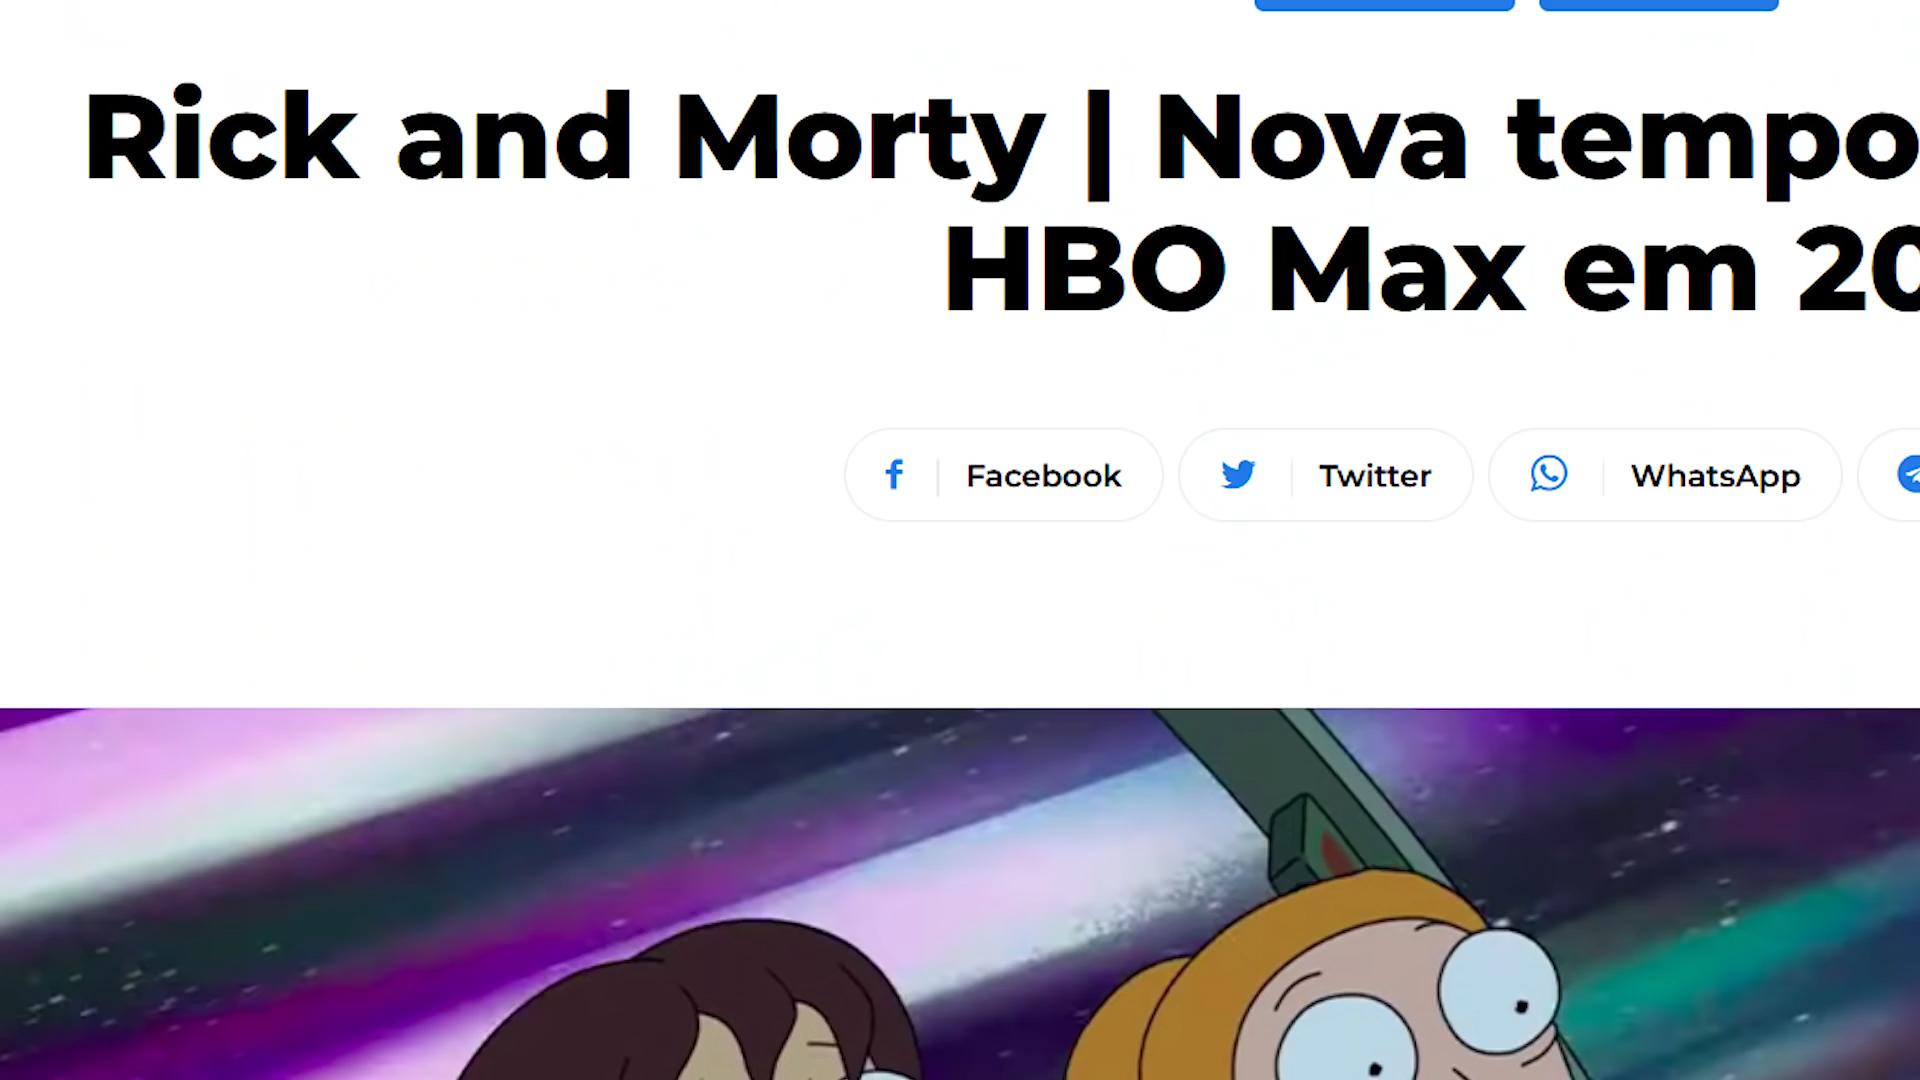 Rick and Morty | Nova tempo
HBO Max em 20
Facebook
Twitter
WhatsApp